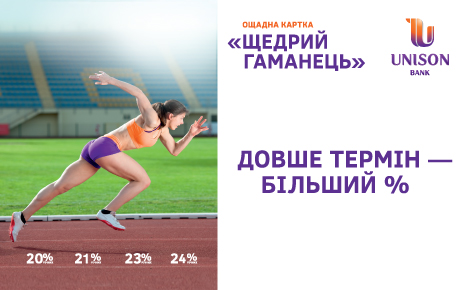 ОЩАДНА КАРТКА
«ЩЕДРИЙ
ГАМАНЕЦЬ»
UNISON
BANK
ДОВШЕ ТЕРМІН —
БІЛЬШИЙ %
20% 21% 23% 24%